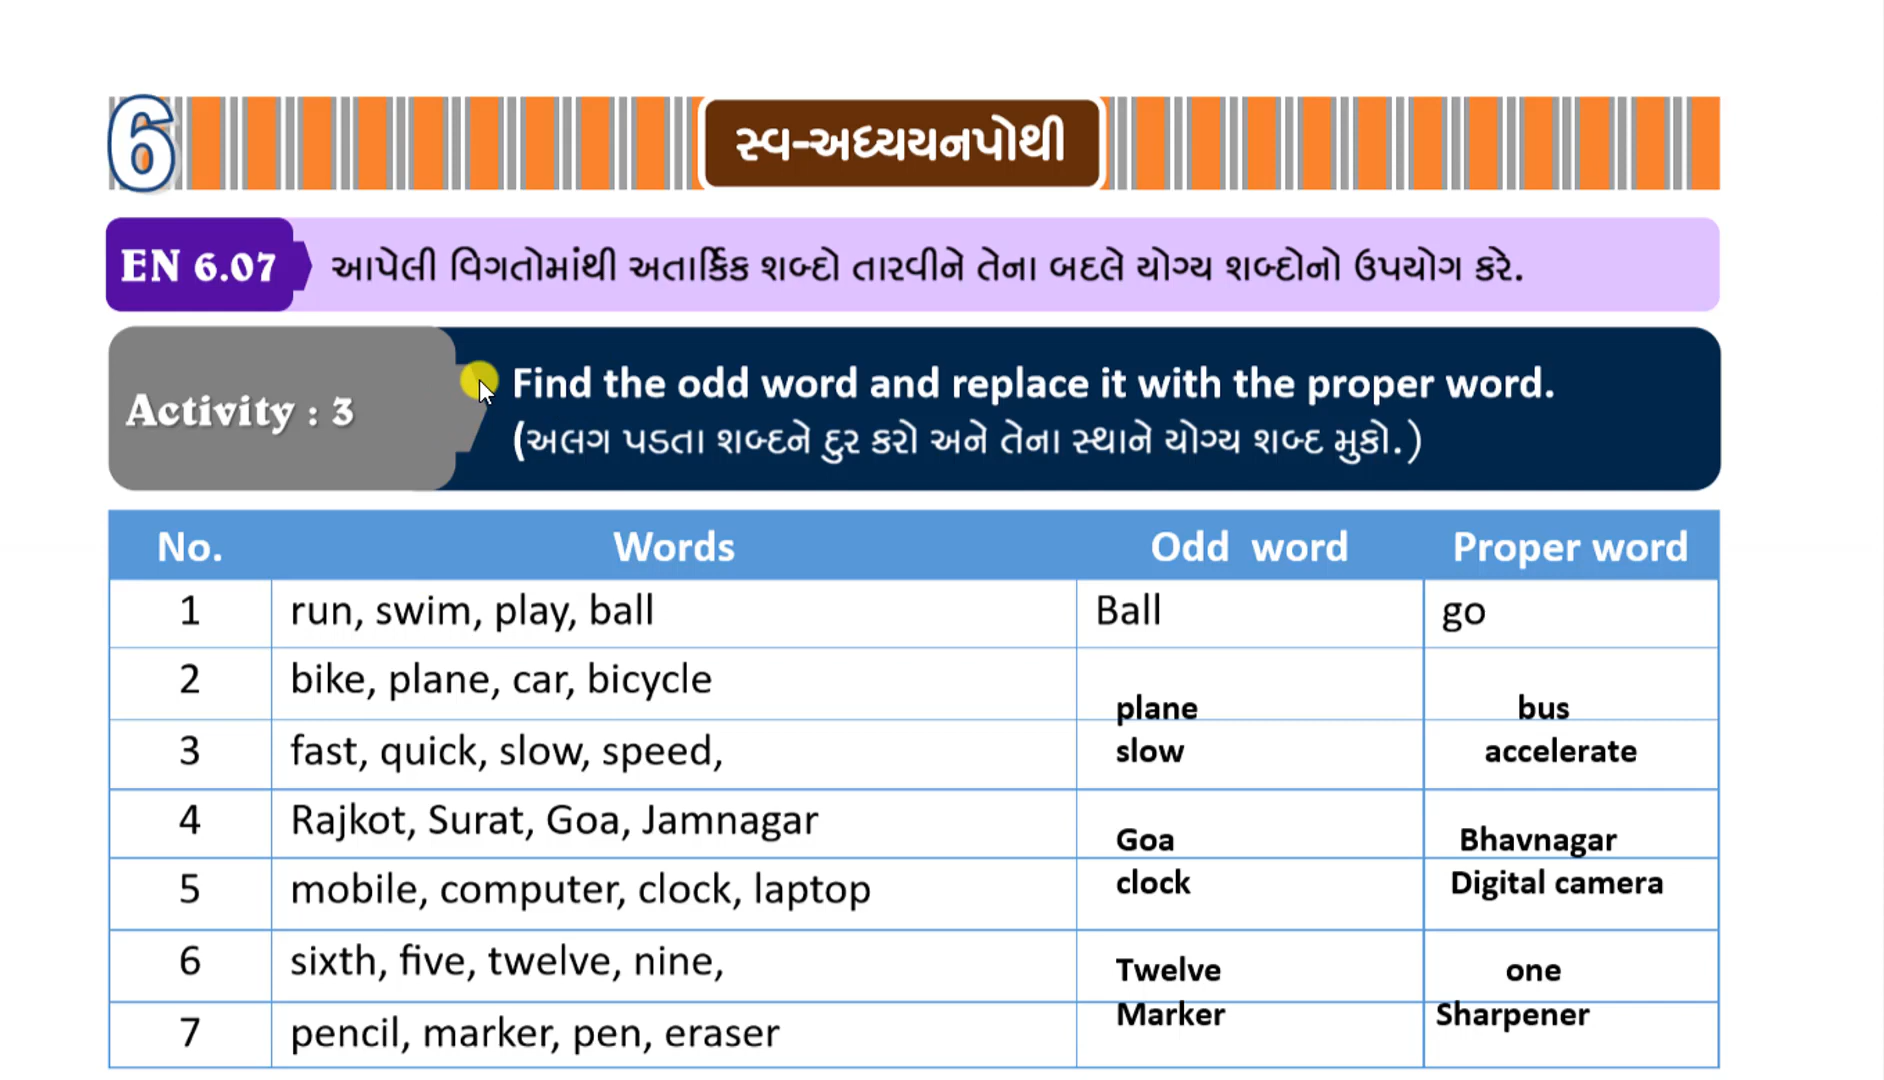 6
સ્વ-અધ્યયનપોથી
EN 6.07 આપેલી વિગતોમાંથી અતાર્કિક શબ્દો તારવીને તેના બદલે યોગ્ય શબ્દોનો ઉપયોગ કરે.
Activity : 3
Find the odd word and replace it with the proper word.
(અલગ પડતા શબ્દને દુર કરો અને તેના સ્થાને યોગ્ય શબ્દ મુકો.)
No. Words Odd word Proper word
1 run, swim, play, ball Ball go
2 bike, plane, car, bicycle plane bus
3 fast, quick, slow, speed, slow accelerate
4 Rajkot, Surat, Goa, Jamnagar Goa Bhavnagar
5 mobile, computer, clock, laptop clock Digital camera
6 sixth, five, twelve, nine, Twelve one
7 pencil, marker, pen, eraser Marker Sharpener